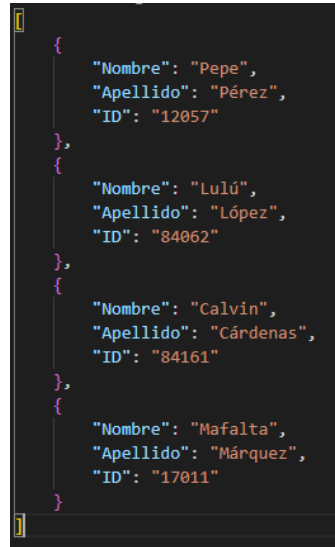 [
{
"Nombre": "Pepe",
"Apellido": "Pérez",
"ID": "12057"
},
{
"Nombre": "Lulú",
"Apellido": "López",
"ID": "84062"
},
{
"Nombre": "Calvin",
"Apellido": "Cárdenas",
"ID": "84161"
},
{
"Nombre": "Mafalta",
"Apellido": "Márquez",
"ID": "17011"
}
]